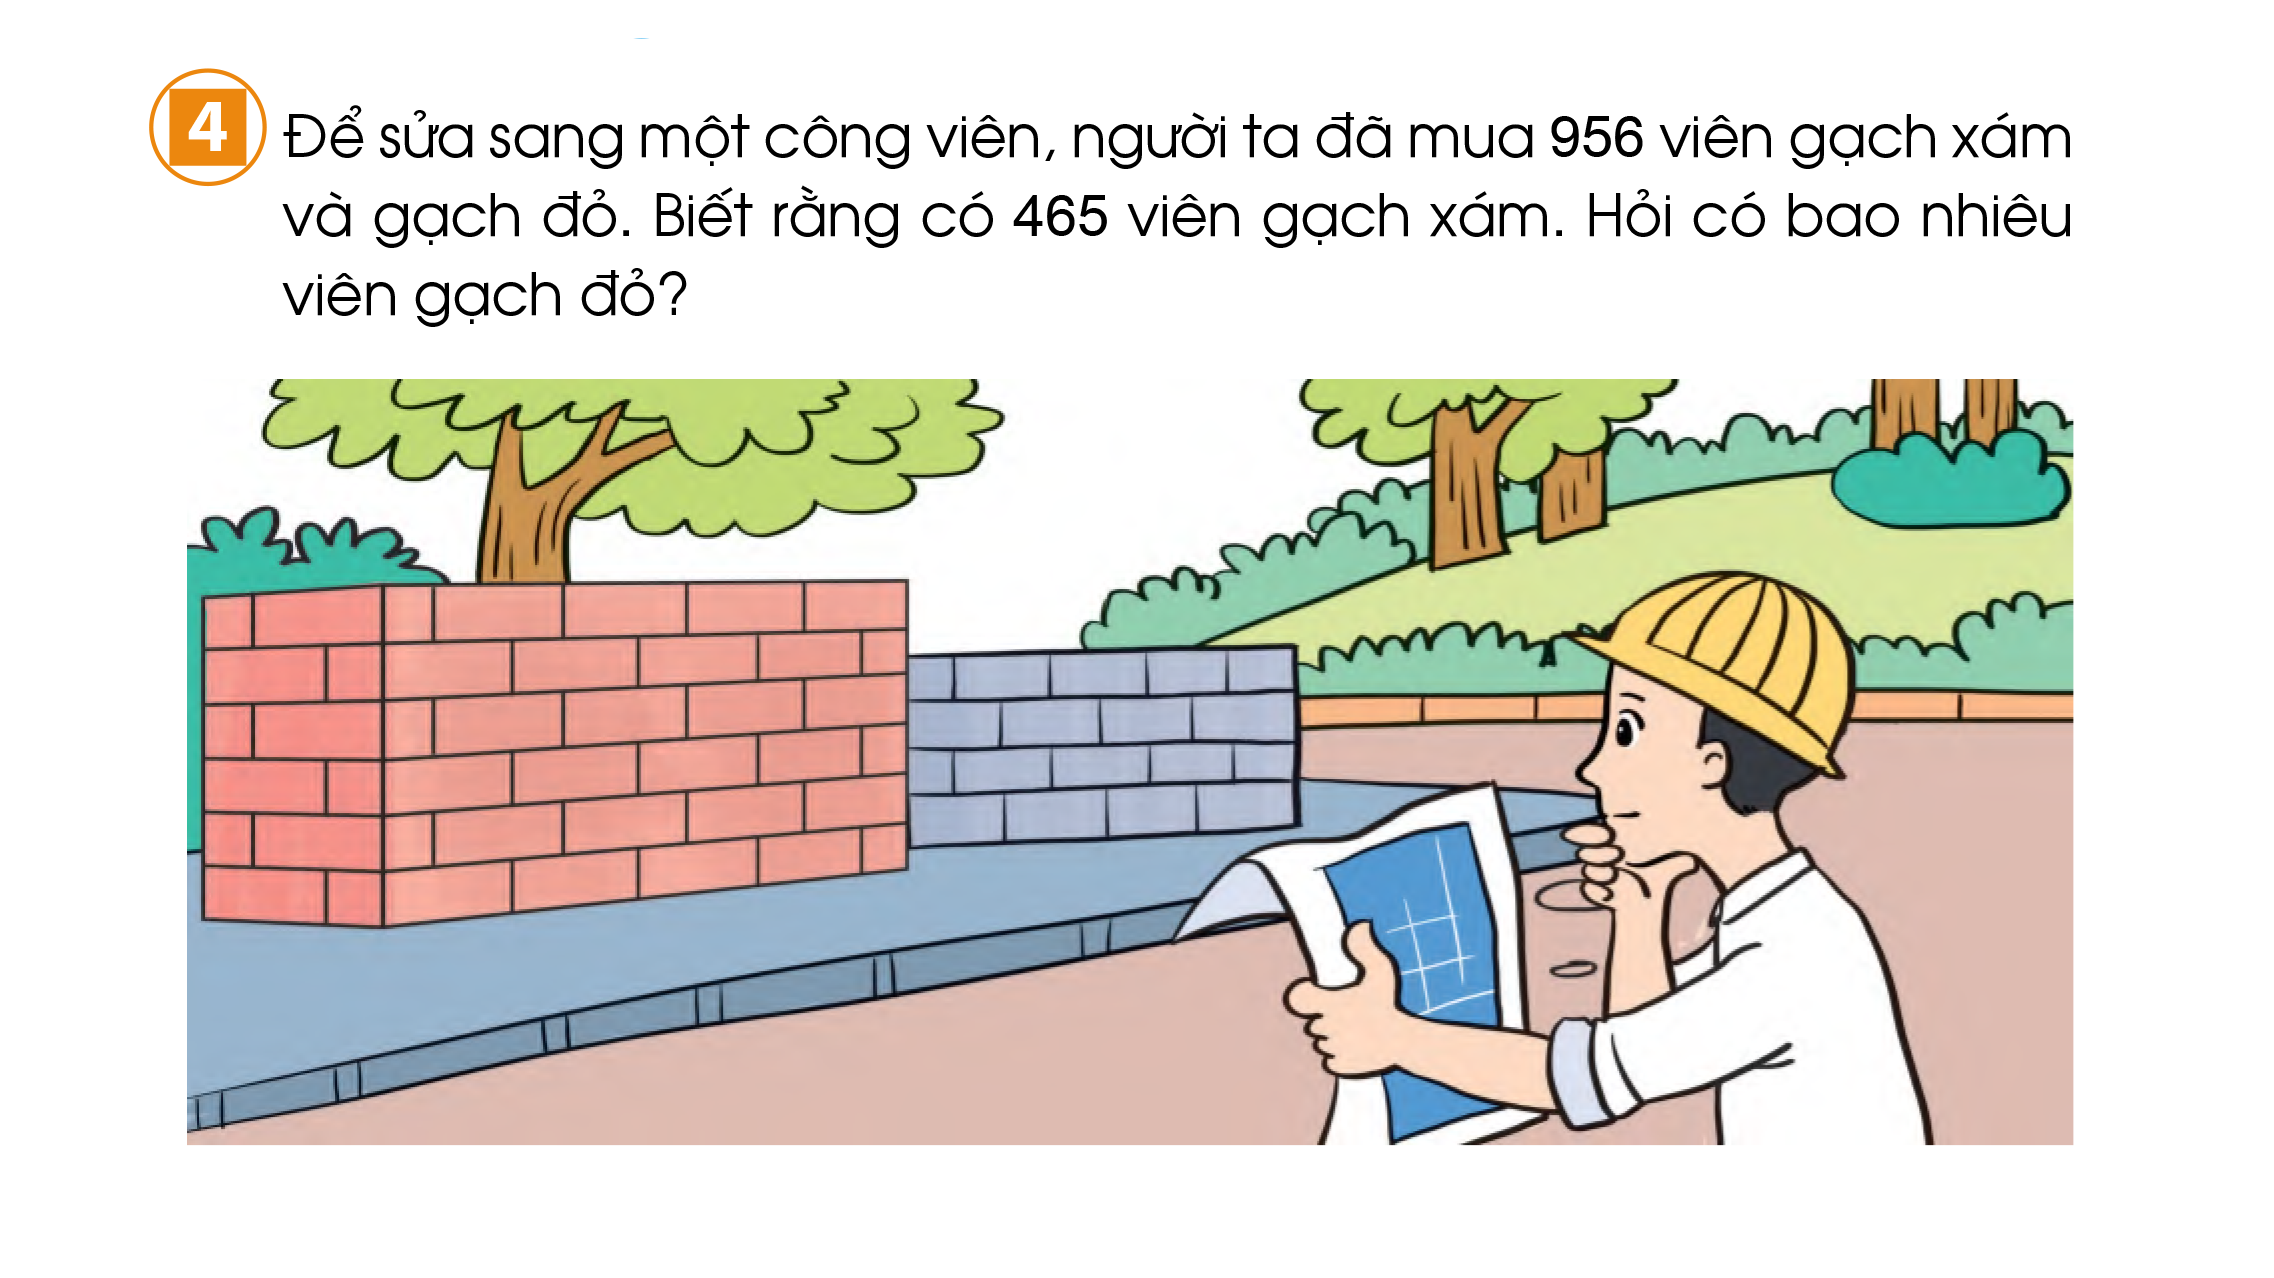 4 Để sửa sang một công viên, người ta đã mua 956 viên gạch xám
và gạch đỏ. Biết rằng có 465 viên gạch xám. Hỏi có bao nhiêu
viên gạch đỏ?